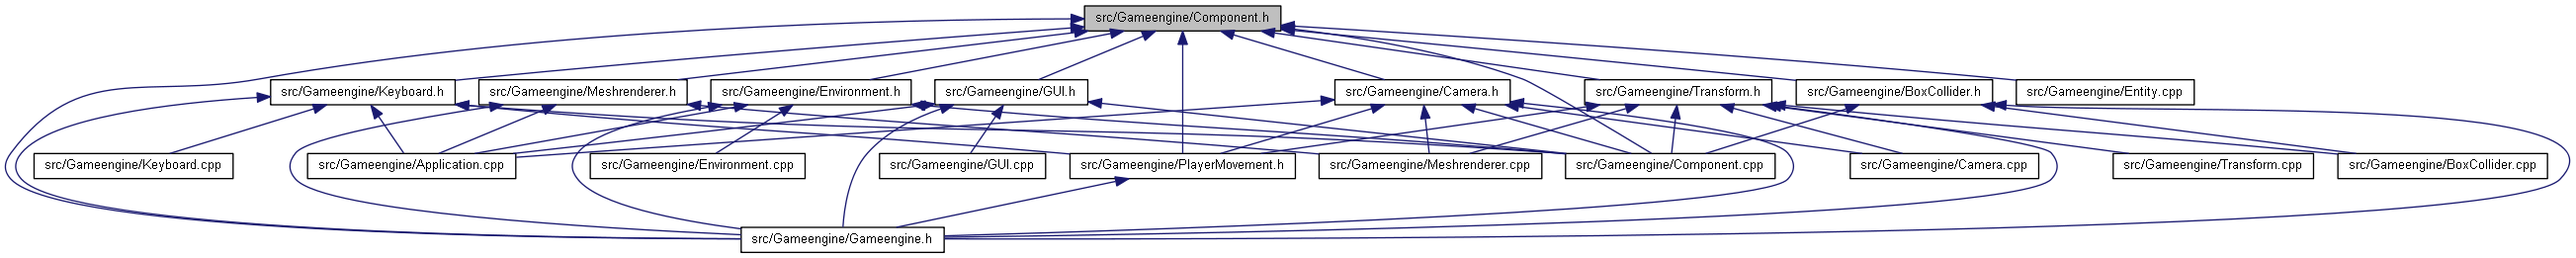 src/Gameengine/Component.h
src/Gameengine/Keyboard.h
src/Gameengine/Meshrenderer.h
src/Gameengine/Environment.h
src/Gameengine/GUI.h
src/Gameengine/Camera.h
src/Gameengine/Transform.h
src/Gameengine/BoxCollider.h
src/Gameengine/Entity.cpp
src/Gameengine/Keyboard.cpp
src/Gameengine/Application.cpp
src/Gameengine/Environment.cpp
src/Gameengine/GUI.cpp
src/Gameengine/PlayerMovement.h
src/Gameengine/Meshrenderer.cpp
src/Gameengine/Component.cpp
src/Gameengine/Camera.cpp
src/Gameengine/Transform.cpp
src/Gameengine/BoxCollider.cpp
src/Gameengine/Gameengine.h